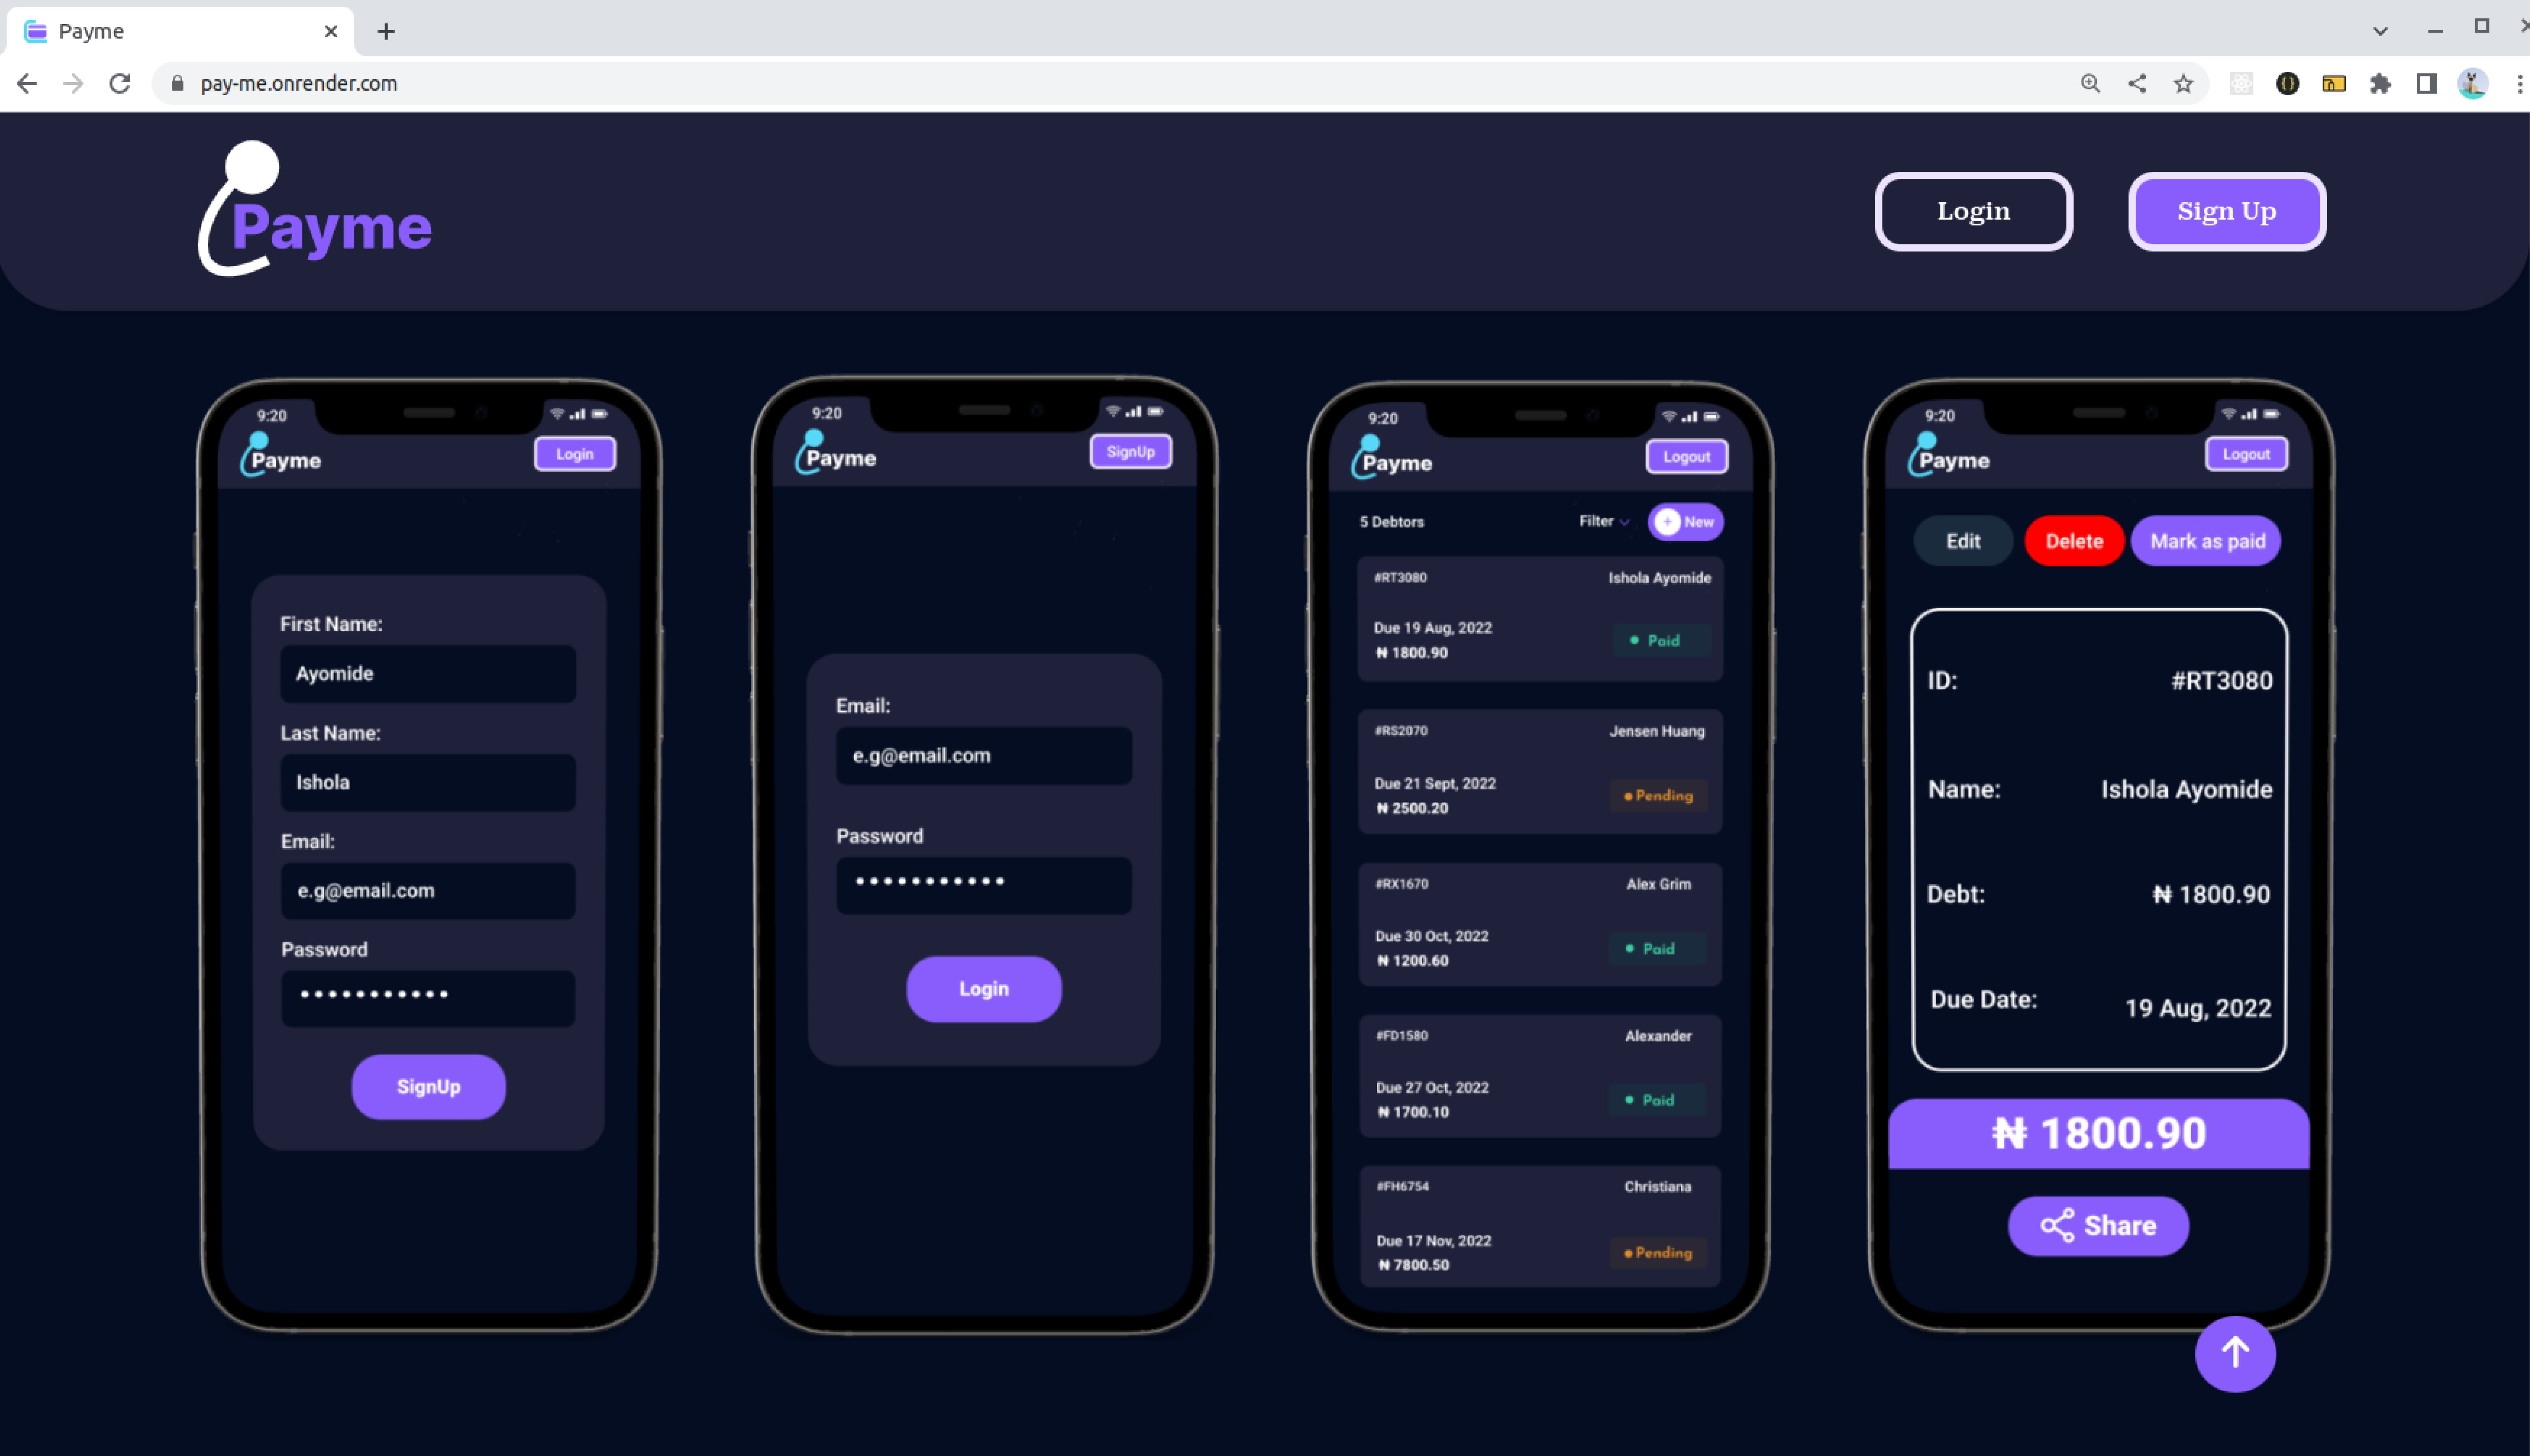 Payme
pay-me.onrender.com
Payme
Login
Sign Up
9:20
Payme
Login
First Name:
Ayomide
Last Name:
Ishola
Email:
e.g@email.com
Password
•••••••••••
SignUp
9:20
Payme
SignUp
Email:
e.g@email.com
Password
•••••••••••
Login
9:20
Payme
Logout
5 Debtors Filter + New
#RT3080 Ishola Ayomide
Due 19 Aug, 2022
₦ 1800.90
Paid
#RS2070 Jensen Huang
Due 21 Sept, 2022
₦ 2500.20
Pending
#RX1670 Alex Grim
Due 30 Oct, 2022
₦ 1200.60
Paid
#FD1580 Alexander
Due 27 Oct, 2022
₦ 1700.10
Paid
#FH6754 Christiana
Due 17 Nov, 2022
₦ 7800.50
Pending
9:20
Payme
Logout
Edit Delete Mark as paid
ID: #RT3080
Name: Ishola Ayomide
Debt: ₦ 1800.90
Due Date: 19 Aug, 2022
₦ 1800.90
Share